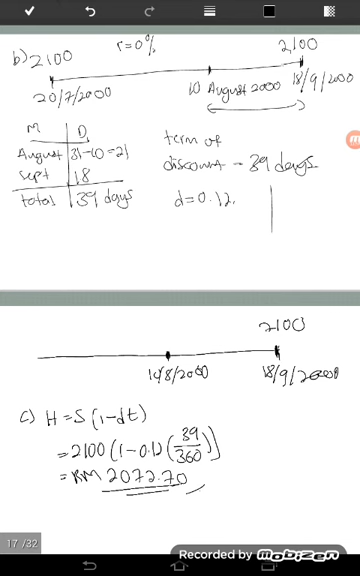 b) 2100 r=0% 2,100
20/7/2000 10 August 2000 18/9/2000
M D term of
August 31-10=21 discount - 39 days
Sept 18
total 39 days d=0.12
2100
10/8/2000 18/9/2000
c) H=S(1-dt)
=2100(1-0.12(39/360))
=RM 2072.70
17 /32
Recorded by Mobizen